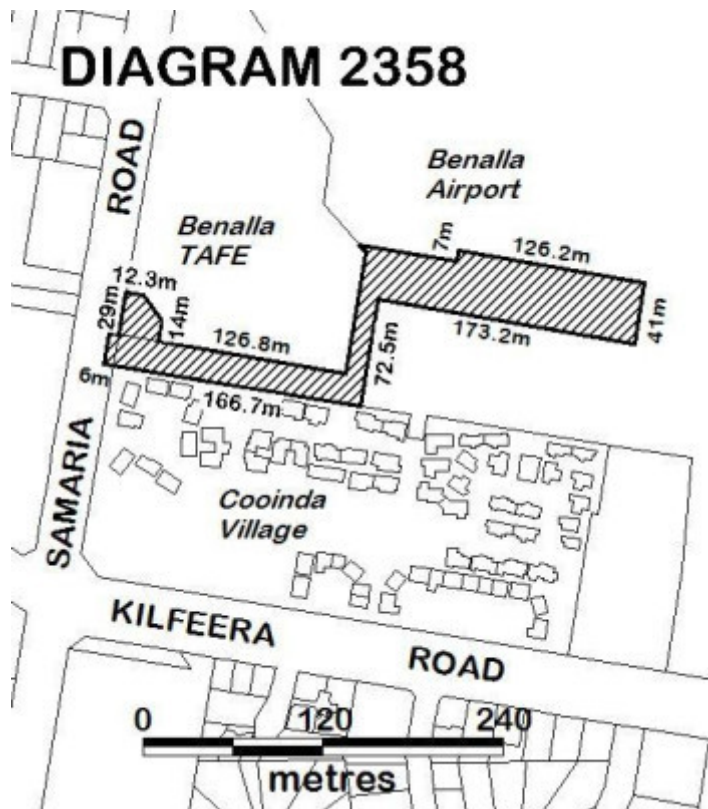 DIAGRAM 2358
ROAD
Benalla
Airport
Benalla
TAFE
7m
126.2m
12.3m
29m
14m
41m
126.8m
173.2m
72.5m
6m
166.7m
SAMARIA
Cooinda
Village
KILFEERA
ROAD
0 120 240
metres